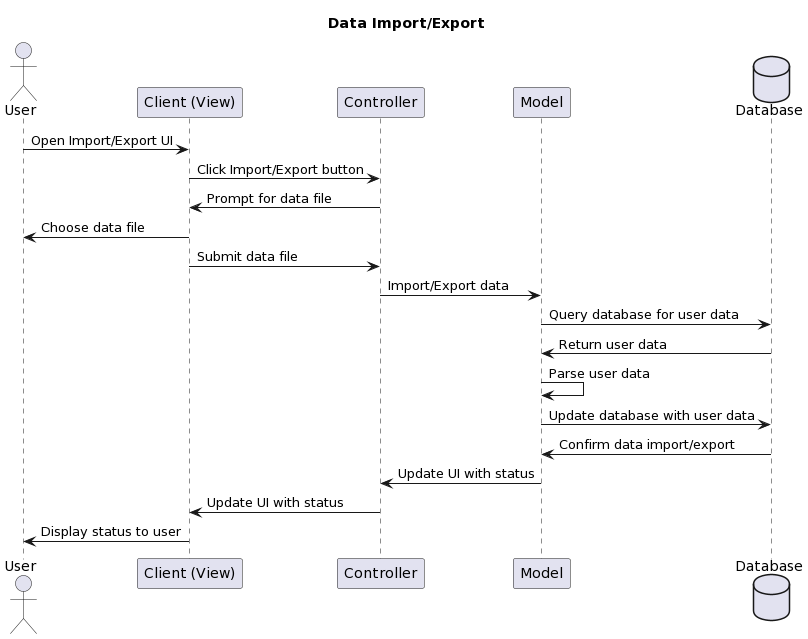 Data Import/Export
User
Client (View)
Controller
Model
Database
Open Import/Export UI
Click Import/Export button
Prompt for data file
Choose data file
Submit data file
Import/Export data
Query database for user data
Return user data
Parse user data
Update database with user data
Confirm data import/export
Update UI with status
Update UI with status
Display status to user
User
Client (View)
Controller
Model
Database